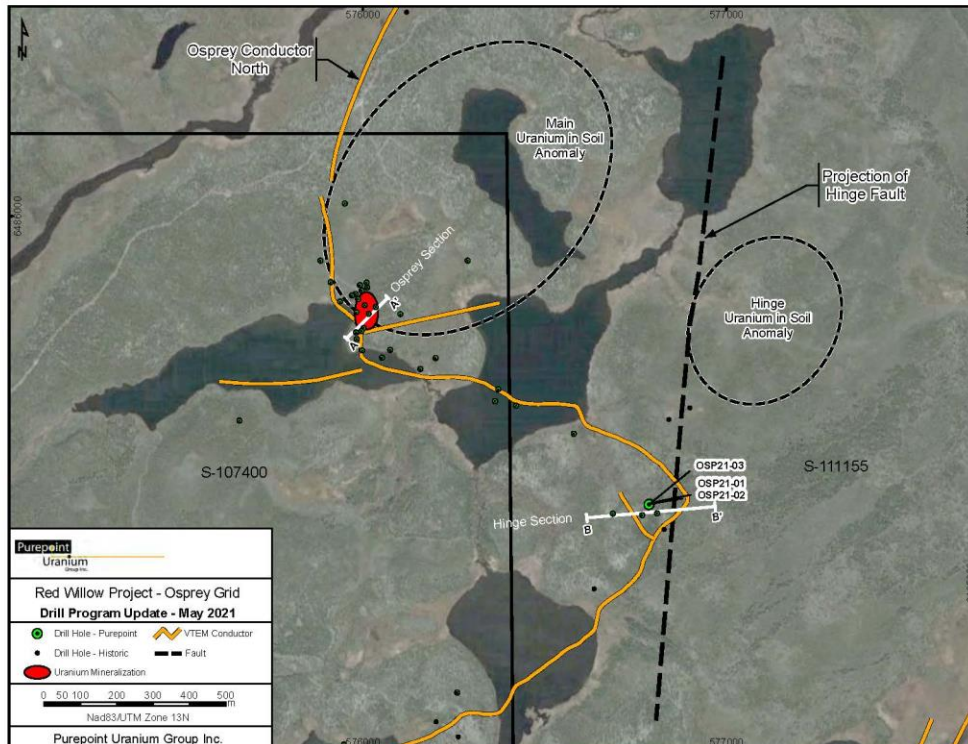 576000
577000
N
Osprey Conductor
North
Main
Uranium in Soil
Anomaly
Projection of
Hinge Fault
6486000
Osprey Section
A'
A
Hinge
Uranium in Soil
Anomaly
S-107400
S-111155
OSP21-03
OSP21-01
OSP21-02
Hinge Section
B
B'
Purepoint
Uranium
Group Inc.
Red Willow Project - Osprey Grid
Drill Program Update - May 2021
Drill Hole - Purepoint
VTEM Conductor
Drill Hole - Historic
Fault
Uranium Mineralization
0 50 100 200 300 400 500
m
Nad83/UTM Zone 13N
Purepoint Uranium Group Inc.
576000
577000